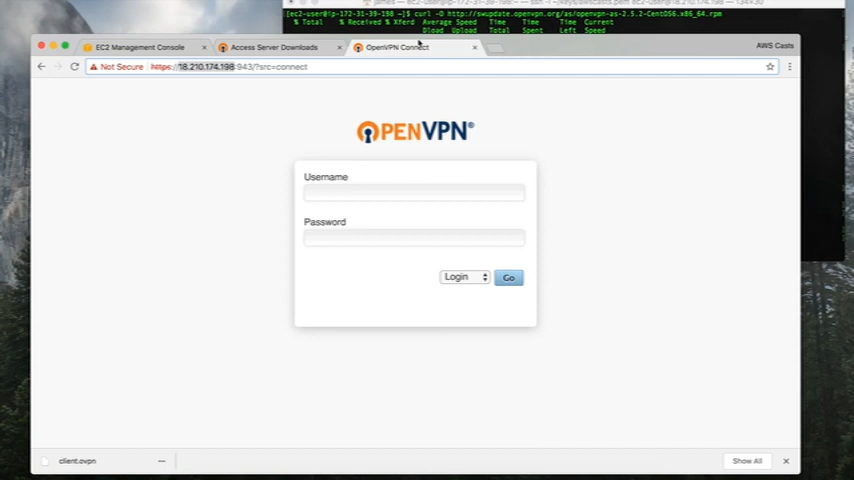 [ec2-user@ip-172-31-39-198 ~]$ curl -O http://swupdate.openvpn.org/as/openvpn-as-2.5.2-CentOS6.x86_64.rpm
% Total % Received % Xferd Average Speed Time Time Time Current
Dload Upload Total Spent Left Speed
EC2 Management Console
Access Server Downloads
OpenVPN Connect
AWS Casts
Not Secure https://18.210.174.198:943/?src=connect
OPENVPN®
Username
Password
Login
Go
client.ovpn
Show All